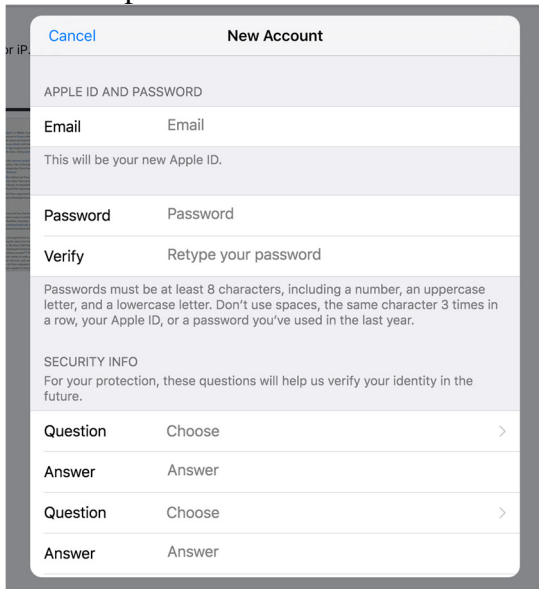 or iP.
Cancel
New Account
APPLE ID AND PASSWORD
Email Email
This will be your new Apple ID.
Password Password
Verify Retype your password
Passwords must be at least 8 characters, including a number, an uppercase
letter, and a lowercase letter. Don't use spaces, the same character 3 times in
a row, your Apple ID, or a password you've used in the last year.
SECURITY INFO
For your protection, these questions will help us verify your identity in the
future.
Question Choose
Answer Answer
Question Choose
Answer Answer